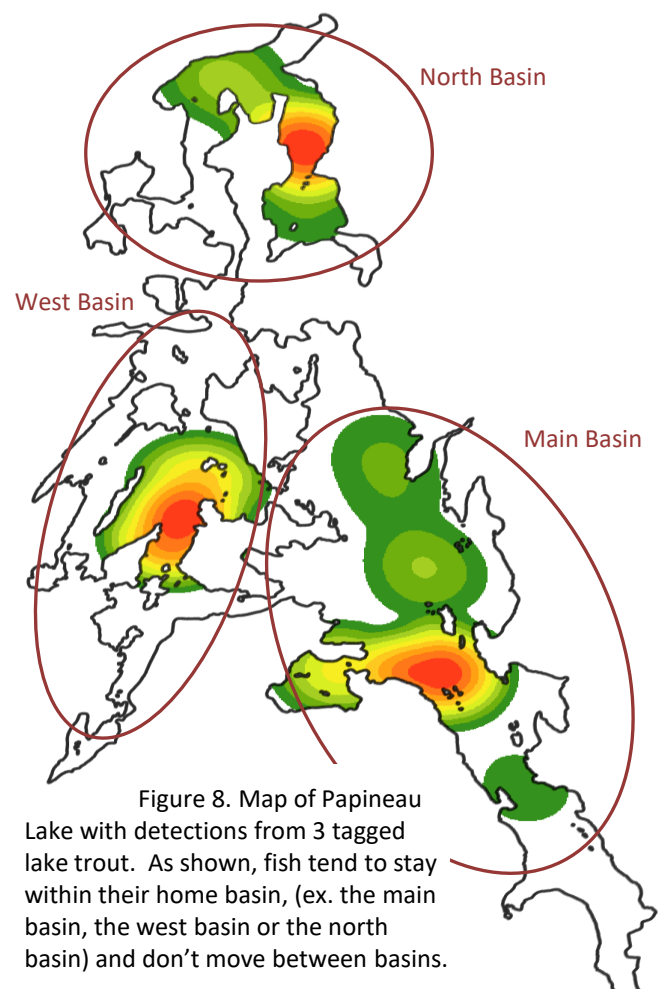 North Basin
West Basin
Main Basin
Figure 8. Map of Papineau
Lake with detections from 3 tagged
lake trout.  As shown, fish tend to stay
within their home basin, (ex. the main
basin, the west basin or the north
basin) and don’t move between basins.